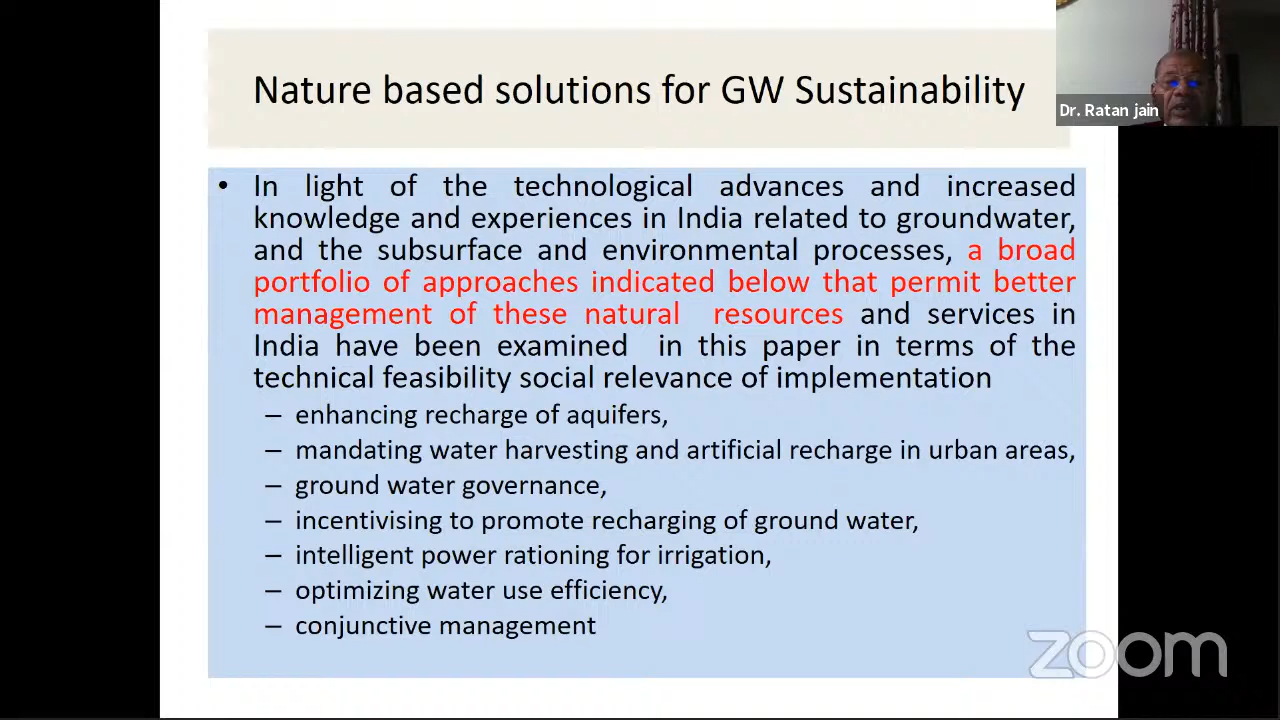 Nature based solutions for GW Sustainability
Dr. Ratan jain
• In light of the technological advances and increased
knowledge and experiences in India related to groundwater,
and the subsurface and environmental processes, a broad
portfolio of approaches indicated below that permit better
management of these natural resources and services in
India have been examined in this paper in terms of the
technical feasibility social relevance of implementation
– enhancing recharge of aquifers,
– mandating water harvesting and artificial recharge in urban areas,
– ground water governance,
– incentivising to promote recharging of ground water,
– intelligent power rationing for irrigation,
– optimizing water use efficiency,
– conjunctive management
zoom